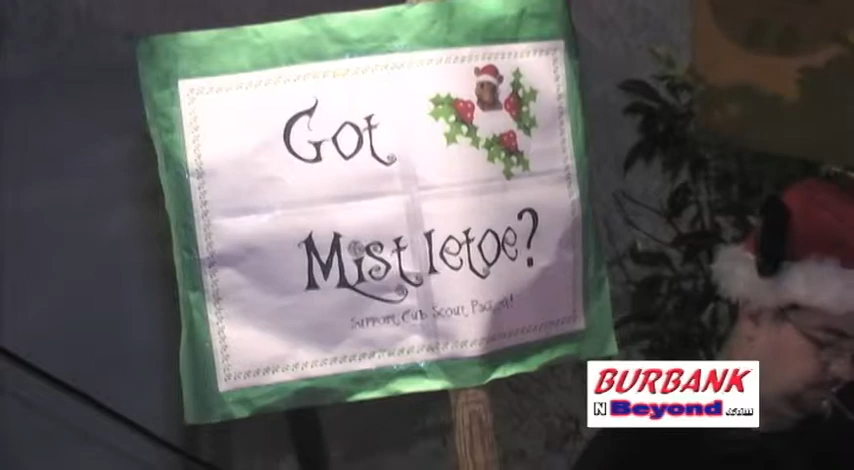 Got
Mistletoe?
Support Cub Scout Pack
BURBANK
N Beyond.com